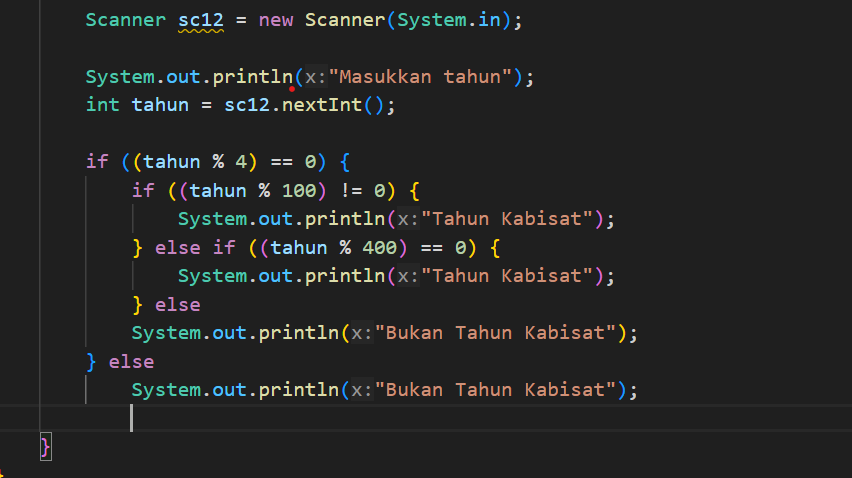 Scanner sc12 = new Scanner(System.in);
System.out.println(x:"Masukkan tahun");
int tahun = sc12.nextInt();
if ((tahun % 4) == 0) {
if ((tahun % 100) != 0) {
System.out.println(x:"Tahun Kabisat");
} else if ((tahun % 400) == 0) {
System.out.println(x:"Tahun Kabisat");
} else
System.out.println(x:"Bukan Tahun Kabisat");
} else
System.out.println(x:"Bukan Tahun Kabisat");
}